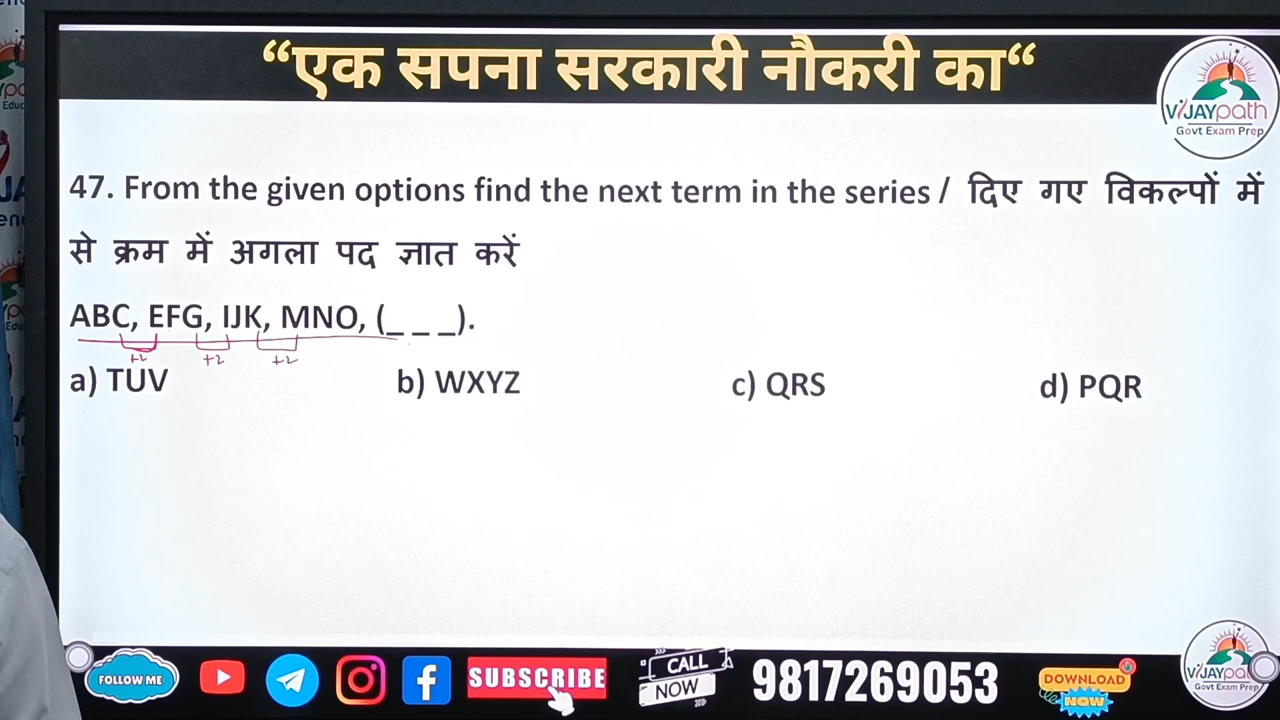 “एक सपना सरकारी नौकरी का“
ViJAYpath
Govt Exam Prep
47. From the given options find the next term in the series / दिए गए विकल्पों में
से क्रम में अगला पद ज्ञात करें
ABC, EFG, IJK, MNO, (_ _ _).
+2 +2 +2
a) TUV b) WXYZ c) QRS d) PQR
FOLLOW ME SUBSCRIBE CALL NOW 9817269053 DOWNLOAD NOW
ViJAYpath
Govt Exam Prep